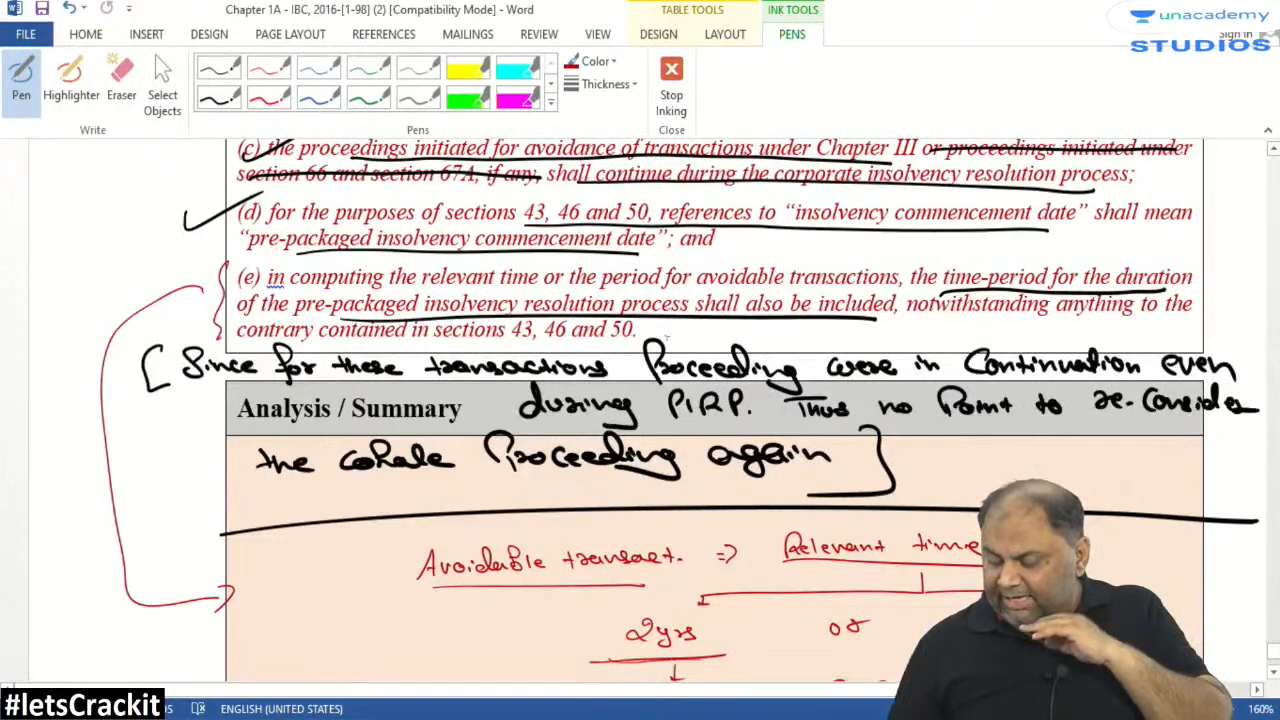 Chapter 1A - IBC, 2016-[1-98] (2) [Compatibility Mode] - Word
TABLE TOOLS
INK TOOLS
unacademy
STUDIOS
Sign in
FILE HOME INSERT DESIGN PAGE LAYOUT REFERENCES MAILINGS REVIEW VIEW DESIGN LAYOUT PENS
Pen
Highlighter
Eraser
Select Objects
Color
Thickness
Stop Inking
Write
Pens
Close
(c) the proceedings initiated for avoidance of transactions under Chapter III or proceedings initiated under
section 66 and section 67A, if any, shall continue during the corporate insolvency resolution process;
(d) for the purposes of sections 43, 46 and 50, references to “insolvency commencement date” shall mean
“pre-packaged insolvency commencement date”; and
(e) in computing the relevant time or the period for avoidable transactions, the time-period for the duration
of the pre-packaged insolvency resolution process shall also be included, notwithstanding anything to the
contrary contained in sections 43, 46 and 50.
[Since for these transactions Proceeding were in Continuation even
Analysis / Summary
during PIRP. Thus no Point to re-consider
the whole Proceeding again]
Avoidable transact. => Relevant time
2yrs or
#letsCrackit
ENGLISH (UNITED STATES)
160%